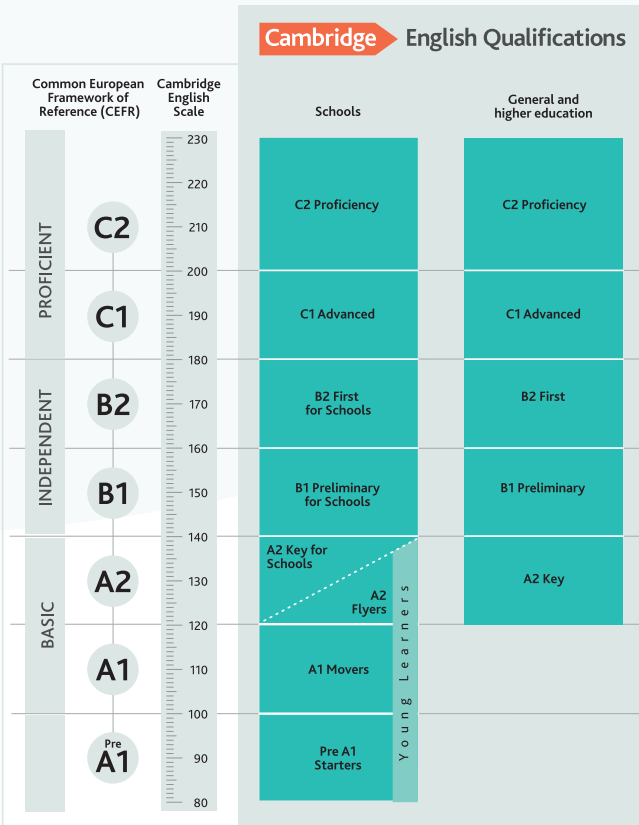 Cambridge English Qualifications
Common European
Framework of
Reference (CEFR)
Cambridge
English
Scale
Schools
General and
higher education
PROFICIENT
INDEPENDENT
BASIC
C2
C1
B2
B1
A2
A1
Pre
A1
230
220
210
200
190
180
170
160
150
140
130
120
110
100
90
80
C2 Proficiency
C1 Advanced
B2 First
for Schools
B1 Preliminary
for Schools
A2 Key for
Schools
A2
Flyers
A1 Movers
Pre A1
Starters
Young Learners
C2 Proficiency
C1 Advanced
B2 First
B1 Preliminary
A2 Key